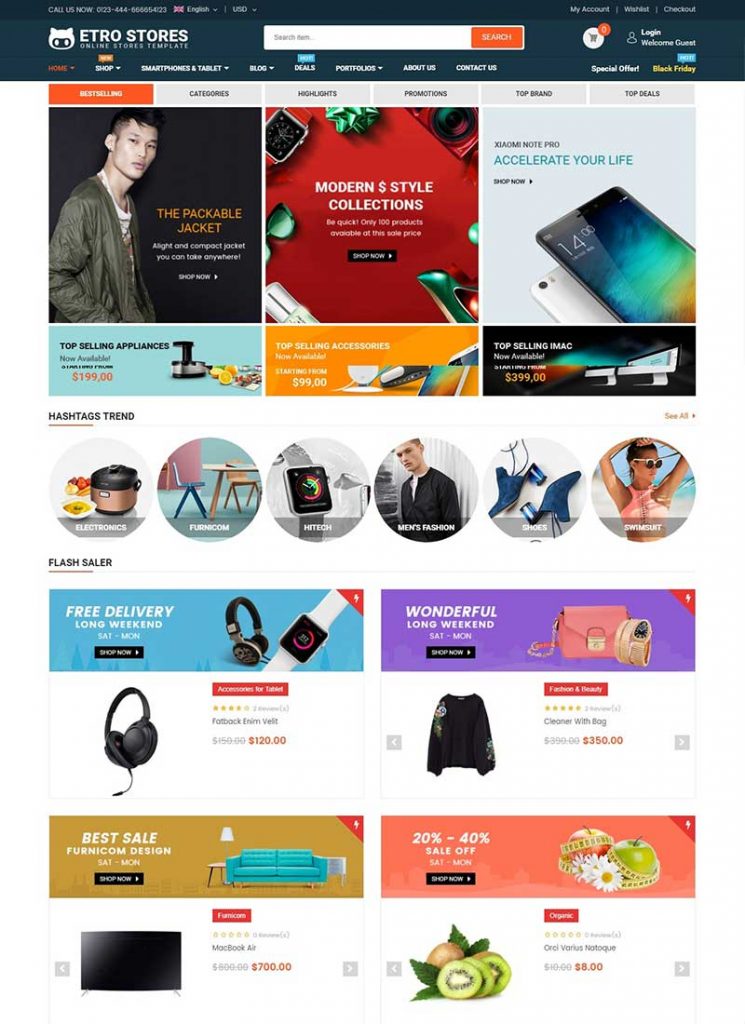 CALL US NOW: 0123-444-666654123 English | USD
My Account | Wishlist | Checkout
ETRO STORES
ONLINE STORES TEMPLATE
Search item...
SEARCH
0
Login
Welcome Guest
NEW
HOT!
HOT!
HOME SHOP SMARTPHONES & TABLET BLOG DEALS PORTFOLIOS ABOUT US CONTACT US Special Offer! Black Friday
BESTSELLING CATEGORIES HIGHLIGHTS PROMOTIONS TOP BRAND TOP DEALS
THE PACKABLE
JACKET
Alight and compact jacket
you can take anywhere!
SHOP NOW
MODERN $ STYLE
COLLECTIONS
Be quick! Only 100 products
avaiable at this sale price
SHOP NOW
XIAOMI NOTE PRO
ACCELERATE YOUR LIFE
SHOP NOW
14:00
TOP SELLING APPLIANCES
Now Available!
STARTING FROM
$199,00
TOP SELLING ACCESSORIES
Now Available!
STARTING FROM
$99,00
TOP SELLING IMAC
Now Available!
STARTING FROM
$399,00
HASHTAGS TREND
See All
ELECTRONICS
FURNICOM
HITECH
MEN'S FASHION
SHOES
SWIMSUIT
FLASH SALER
FREE DELIVERY
LONG WEEKEND
SAT - MON
SHOP NOW
WONDERFUL
LONG WEEKEND
SAT - MON
SHOP NOW
Accessories for Tablet
2 Review(s)
Fatback Enim Velit
$150.00 $120.00
Fashion & Beauty
2 Review(s)
Cleaner With Bag
$390.00 $350.00
BEST SALE
FURNICOM DESIGN
SAT - MON
SHOP NOW
20% - 40%
SALE OFF
SAT - MON
SHOP NOW
Furnicom
0 Review(s)
MacBook Air
$800.00 $700.00
Organic
0 Review(s)
Orci Varius Natoque
$10.00 $8.00